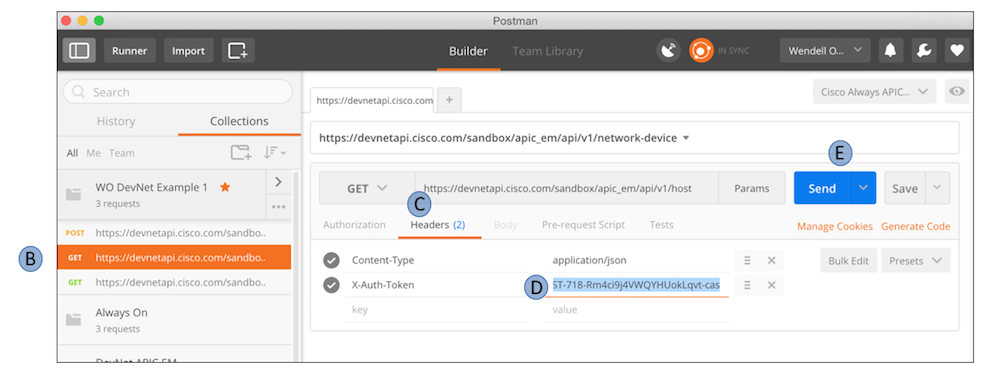 Postman
Runner Import Builder Team Library IN SYNC Wendell O...
Search
History Collections
All Me Team
WO DevNet Example 1
3 requests
POST https://devnetapi.cisco.com/sandbo..
B GET https://devnetapi.cisco.com/sandbo..
GET https://devnetapi.cisco.com/sandbo..
Always On
3 requests
https://devnetapi.cisco.com + Cisco Always APIC...
https://devnetapi.cisco.com/sandbox/apic_em/api/v1/network-device
E
GET https://devnetapi.cisco.com/sandbox/apic_em/api/v1/host Params Send Save
C
Authorization Headers (2) Body Pre-request Script Tests Manage Cookies Generate Code
Content-Type application/json Bulk Edit Presets
X-Auth-Token D ST-718-Rm4ci9j4VWQYHUokLqvt-cas
key value